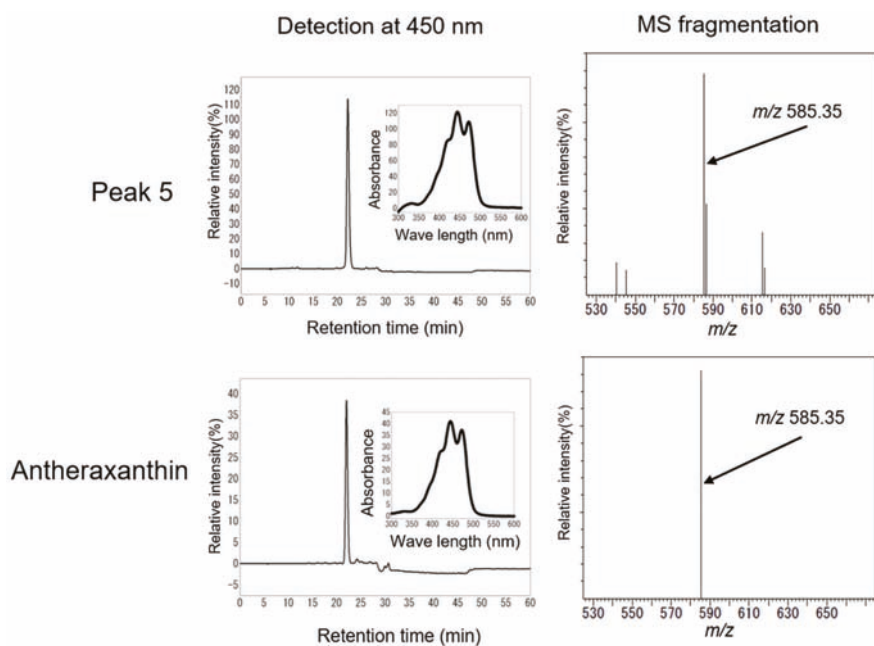 Detection at 450 nm
MS fragmentation
Peak 5
Relative intensity(%)
120
110
100
90
80
70
60
50
40
30
20
10
0
-10
0 5 10 15 20 25 30 35 40 45 50 55 60
Retention time (min)
Absorbance
120
100
80
60
40
20
0
300 350 400 450 500 550 600
Wave length (nm)
Relative intensity(%)
m/z 585.35
530 550 570 590 610 630 650
m/z
Antheraxanthin
Relative intensity(%)
40
35
30
25
20
15
10
5
0
-5
0 5 10 15 20 25 30 35 40 45 50 55 60
Retention time (min)
Absorbance
45
40
35
30
25
20
15
10
5
0
300 350 400 450 500 550 600
Wave length (nm)
Relative intensity(%)
m/z 585.35
530 550 570 590 610 630 650
m/z